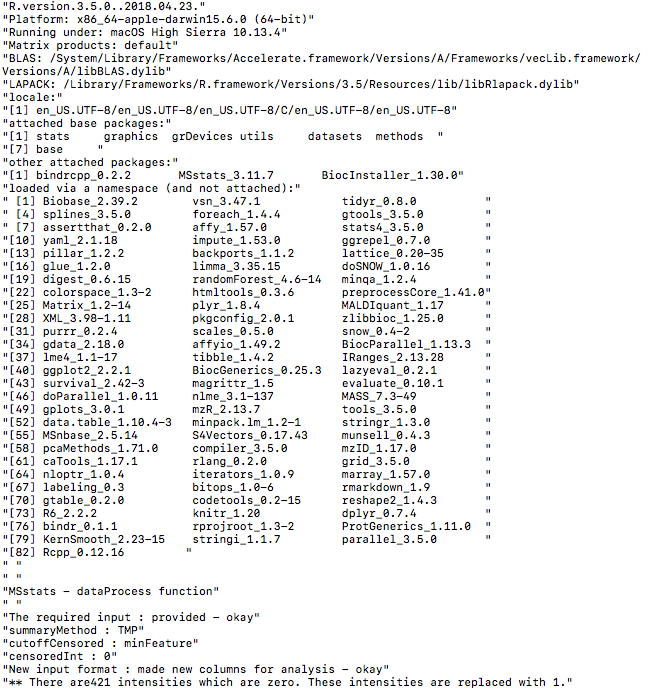 "R.version.3.5.0..2018.04.23."
"Platform: x86_64-apple-darwin15.6.0 (64-bit)"
"Running under: macOS High Sierra 10.13.4"
"Matrix products: default"
"BLAS: /System/Library/Frameworks/Accelerate.framework/Versions/A/Frameworks/vecLib.framework/
Versions/A/libBLAS.dylib"
"LAPACK: /Library/Frameworks/R.framework/Versions/3.5/Resources/lib/libRlapack.dylib"
"locale:"
"[1] en_US.UTF-8/en_US.UTF-8/en_US.UTF-8/C/en_US.UTF-8/en_US.UTF-8"
"attached base packages:"
"[1] stats     graphics  grDevices utils     datasets  methods  "
"[7] base     "
"other attached packages:"
"[1] bindrcpp_0.2.2       MSstats_3.11.7       BiocInstaller_1.30.0"
"loaded via a namespace (and not attached):"
" [1] Biobase_2.39.2        vsn_3.47.1            tidyr_0.8.0          "
" [4] splines_3.5.0         foreach_1.4.4         gtools_3.5.0         "
" [7] assertthat_0.2.0      affy_1.57.0           stats4_3.5.0         "
"[10] yaml_2.1.18           impute_1.53.0         ggrepel_0.7.0        "
"[13] pillar_1.2.2          backports_1.1.2       lattice_0.20-35      "
"[16] glue_1.2.0            limma_3.35.15         doSNOW_1.0.16        "
"[19] digest_0.6.15         randomForest_4.6-14   minqa_1.2.4          "
"[22] colorspace_1.3-2      htmltools_0.3.6       preprocessCore_1.41.0"
"[25] Matrix_1.2-14         plyr_1.8.4            MALDIquant_1.17      "
"[28] XML_3.98-1.11         pkgconfig_2.0.1       zlibbioc_1.25.0      "
"[31] purrr_0.2.4           scales_0.5.0          snow_0.4-2           "
"[34] gdata_2.18.0          affyio_1.49.2         BiocParallel_1.13.3  "
"[37] lme4_1.1-17           tibble_1.4.2          IRanges_2.13.28      "
"[40] ggplot2_2.2.1         BiocGenerics_0.25.3   lazyeval_0.2.1       "
"[43] survival_2.42-3       magrittr_1.5          evaluate_0.10.1      "
"[46] doParallel_1.0.11     nlme_3.1-137          MASS_7.3-49          "
"[49] gplots_3.0.1          mzR_2.13.7            tools_3.5.0          "
"[52] data.table_1.10.4-3   minpack.lm_1.2-1      stringr_1.3.0        "
"[55] MSnbase_2.5.14        S4Vectors_0.17.43     munsell_0.4.3        "
"[58] pcaMethods_1.71.0     compiler_3.5.0        mzID_1.17.0          "
"[61] caTools_1.17.1        rlang_0.2.0           grid_3.5.0           "
"[64] nloptr_1.0.4          iterators_1.0.9       marray_1.57.0        "
"[67] labeling_0.3          bitops_1.0-6          rmarkdown_1.9        "
"[70] gtable_0.2.0          codetools_0.2-15      reshape2_1.4.3       "
"[73] R6_2.2.2              knitr_1.20            dplyr_0.7.4          "
"[76] bindr_0.1.1           rprojroot_1.3-2       ProtGenerics_1.11.0  "
"[79] KernSmooth_2.23-15    stringi_1.1.7         parallel_3.5.0       "
"[82] Rcpp_0.12.16         "
" "
" "
"MSstats - dataProcess function"
" "
"The required input : provided - okay"
"summaryMethod : TMP"
"cutoffCensored : minFeature"
"censoredInt : 0"
"New input format : made new columns for analysis - okay"
"** There are421 intensities which are zero. These intensities are replaced with 1."